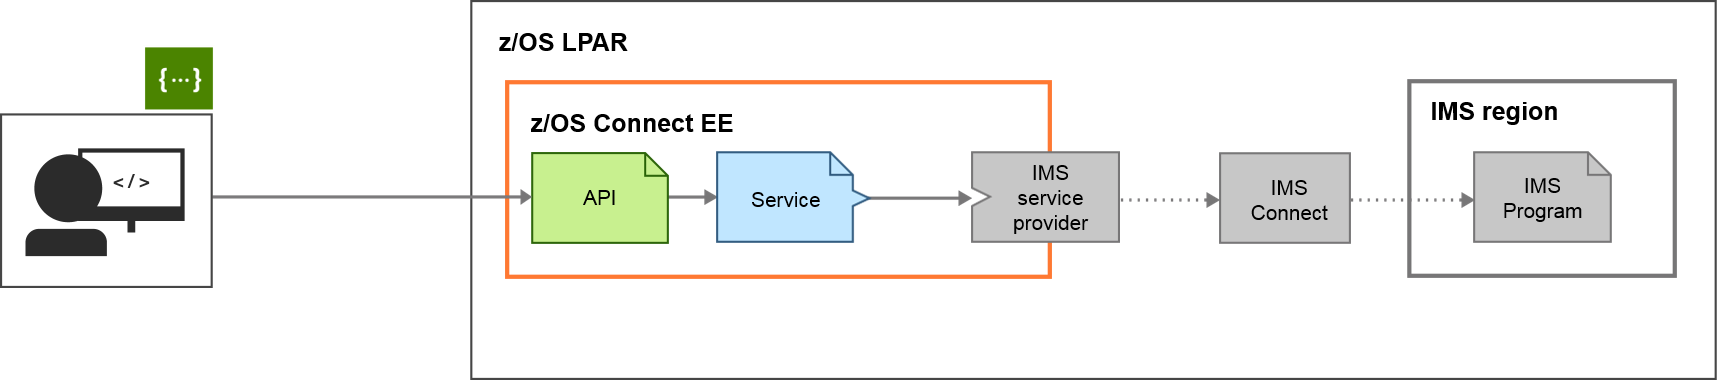 z/OS LPAR
{...}
z/OS Connect EE
IMS region
</>
API
Service
IMS
service
provider
IMS
Connect
IMS
Program